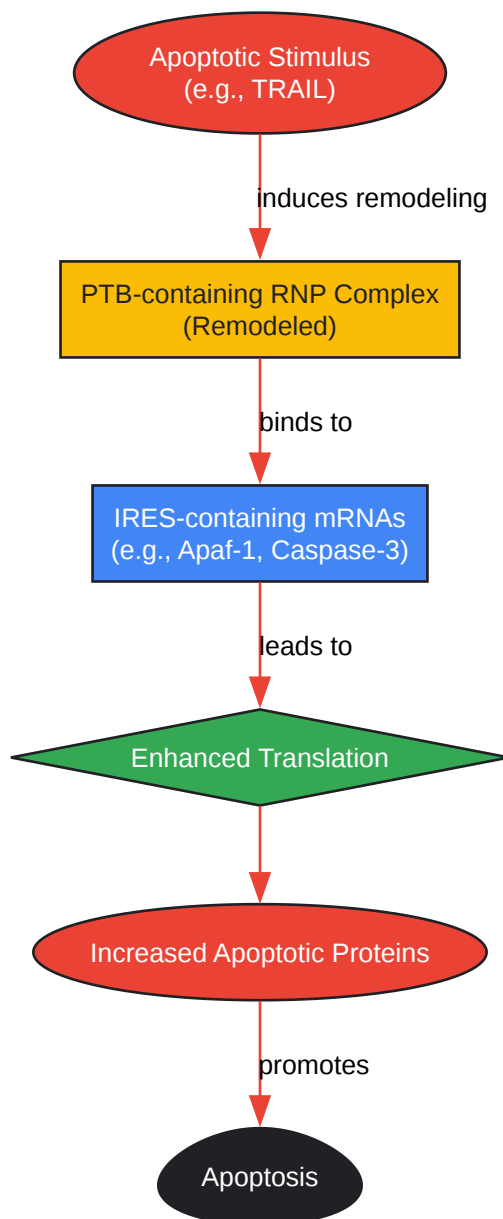 Apoptotic Stimulus
(e.g., TRAIL)
induces remodeling
PTB-containing RNP Complex
(Remodeled)
binds to
IRES-containing mRNAs
(e.g., Apaf-1, Caspase-3)
leads to
Enhanced Translation
Increased Apoptotic Proteins
promotes
Apoptosis